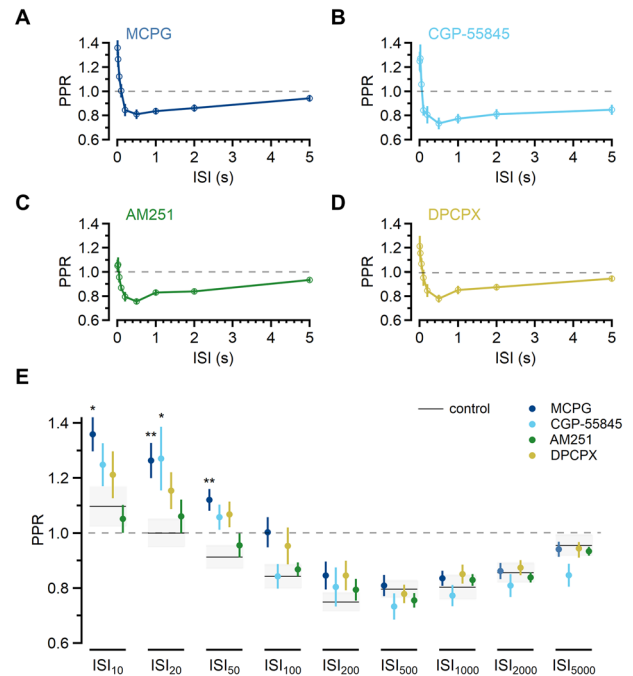 A
MCPG
1.4
1.2
1.0
0.8
0.6
PPR
0 1 2 3 4 5
ISI (s)
B
CGP-55845
1.4
1.2
1.0
0.8
0.6
PPR
0 1 2 3 4 5
ISI (s)
C
AM251
1.4
1.2
1.0
0.8
0.6
PPR
0 1 2 3 4 5
ISI (s)
D
DPCPX
1.4
1.2
1.0
0.8
0.6
PPR
0 1 2 3 4 5
ISI (s)
E
1.4
1.2
1.0
0.8
0.6
PPR
* ** * **
control
MCPG
CGP-55845
AM251
DPCPX
ISI10 ISI20 ISI50 ISI100 ISI200 ISI500 ISI1000 ISI2000 ISI5000